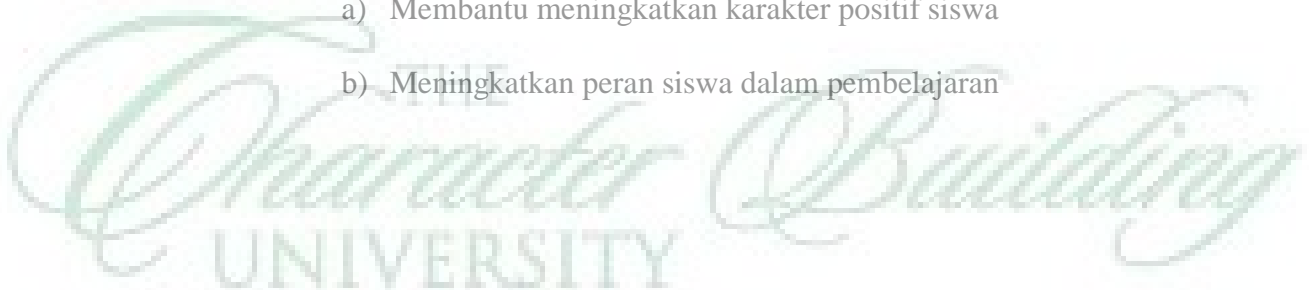 a) Membantu meningkatkan karakter positif siswa
b) Meningkatkan peran siswa dalam pembelajaran
THE
Character Building
UNIVERSITY